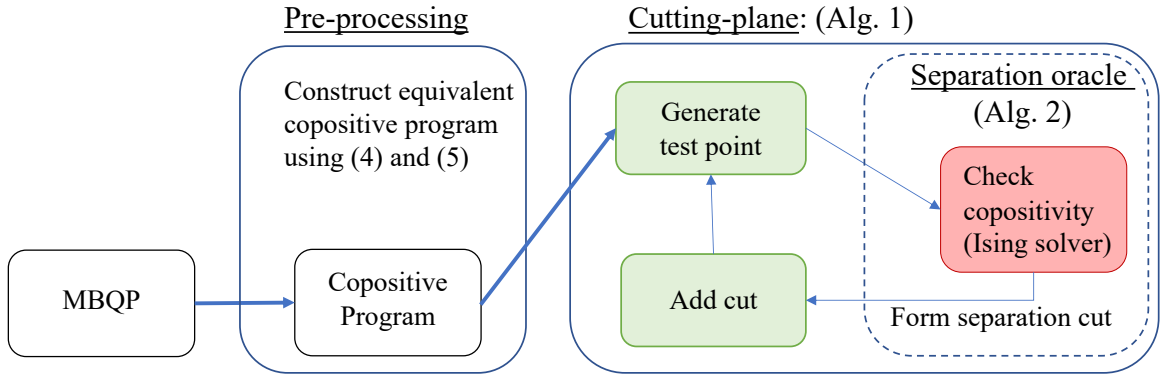 Pre-processing
Cutting-plane: (Alg. 1)
Construct equivalent
copositive program
using (4) and (5)
Generate
test point
Separation oracle
(Alg. 2)
Check
copositivity
(Ising solver)
MBQP
Copositive
Program
Add cut
Form separation cut